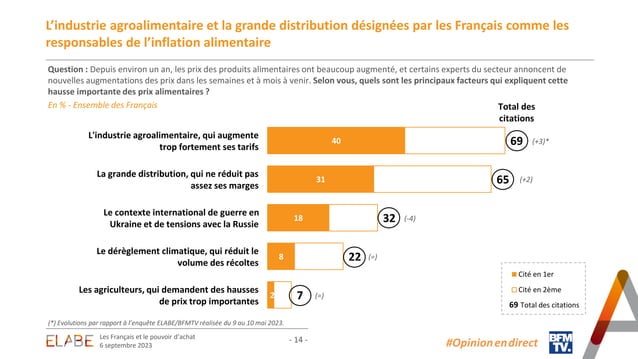 L'industrie agroalimentaire et la grande distribution désignées par les Français comme les
responsables de l'inflation alimentaire
Question : Depuis environ un an, les prix des produits alimentaires ont beaucoup augmenté, et certains experts du secteur annoncent de
nouvelles augmentations des prix dans les semaines et à mois à venir. Selon vous, quels sont les principaux facteurs qui expliquent cette
hausse importante des prix alimentaires ?
En % - Ensemble des Français
Total des
citations
L'industrie agroalimentaire, qui augmente
trop fortement ses tarifs
40
69 (+3)*
La grande distribution, qui ne réduit pas
assez ses marges
31
65 (+2)
Le contexte international de guerre en
Ukraine et de tensions avec la Russie
18
32 (-4)
Le dérèglement climatique, qui réduit le
volume des récoltes
8
22 (=)
Les agriculteurs, qui demandent des hausses
de prix trop importantes
2
7 (=)
Cité en 1er
Cité en 2ème
69 Total des citations
(*) Evolutions par rapport à l'enquête ELABE/BFMTV réalisée du 9 au 10 mai 2023.
ELABE
Les Français et le pouvoir d'achat
6 septembre 2023
- 14 -
#Opinion en direct
BFM
TV.